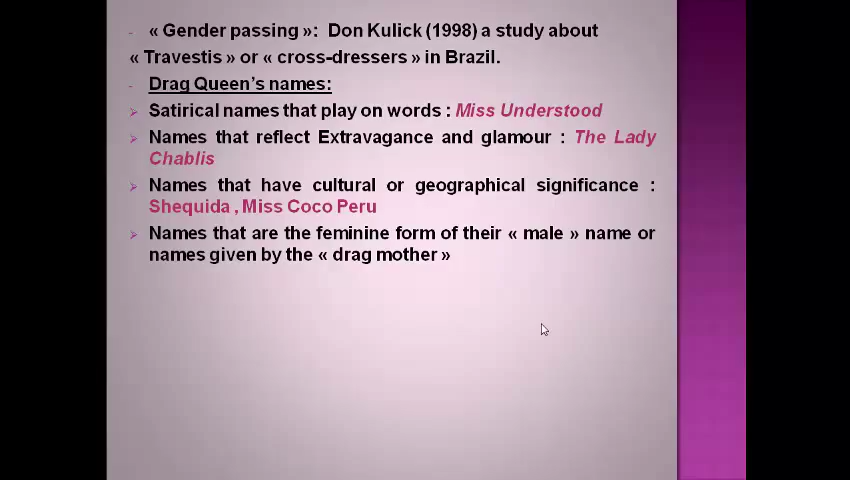 - « Gender passing »: Don Kulick (1998) a study about
« Travestis » or « cross-dressers » in Brazil.
- Drag Queen's names:
➢ Satirical names that play on words : Miss Understood
➢ Names that reflect Extravagance and glamour : The Lady
Chablis
➢ Names that have cultural or geographical significance :
Shequida , Miss Coco Peru
➢ Names that are the feminine form of their « male » name or
names given by the « drag mother »